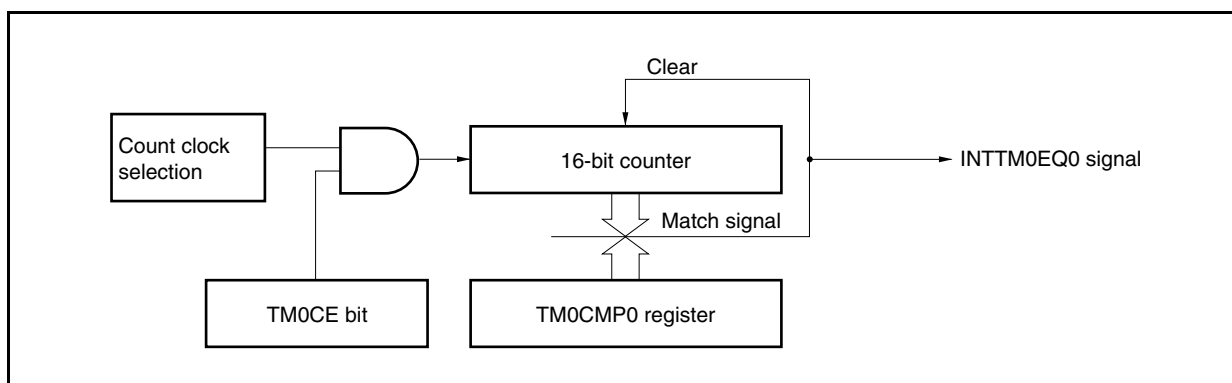 Clear
Count clock
selection
16-bit counter
INTTM0EQ0 signal
Match signal
TM0CE bit
TM0CMP0 register